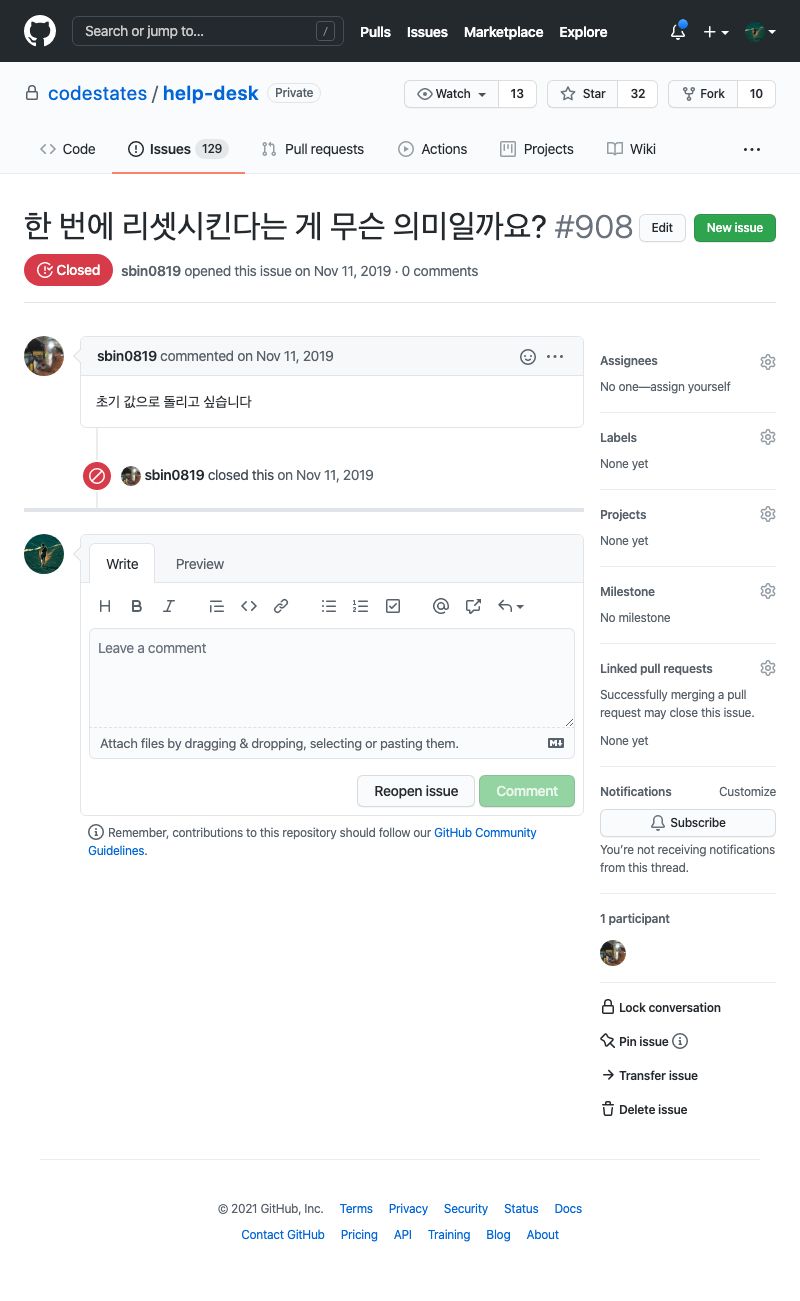 Search or jump to... /
Pulls Issues Marketplace Explore
codestates / help-desk Private
Watch 13 Star 32 Fork 10
Code Issues 129 Pull requests Actions Projects Wiki
한 번에 리셋시킨다는 게 무슨 의미일까요? #908
Edit New issue
Closed sbin0819 opened this issue on Nov 11, 2019 · 0 comments
sbin0819 commented on Nov 11, 2019
초기 값으로 돌리고 싶습니다
sbin0819 closed this on Nov 11, 2019
Write Preview
Leave a comment
Attach files by dragging & dropping, selecting or pasting them.
Reopen issue Comment
Remember, contributions to this repository should follow our GitHub Community
Guidelines.
Assignees
No one—assign yourself
Labels
None yet
Projects
None yet
Milestone
No milestone
Linked pull requests
Successfully merging a pull
request may close this issue.
None yet
Notifications Customize
Subscribe
You're not receiving notifications
from this thread.
1 participant
Lock conversation
Pin issue
Transfer issue
Delete issue
© 2021 GitHub, Inc. Terms Privacy Security Status Docs
Contact GitHub Pricing API Training Blog About